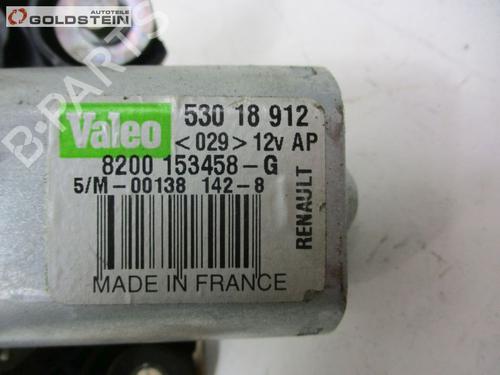 AUTOTEILE
GOLDSTEIN
B-PARTS
Valeo
530 18 912
<029> 12v AP
8200 153458-G
5/M-00138 142-8
RENAULT
MADE IN FRANCE